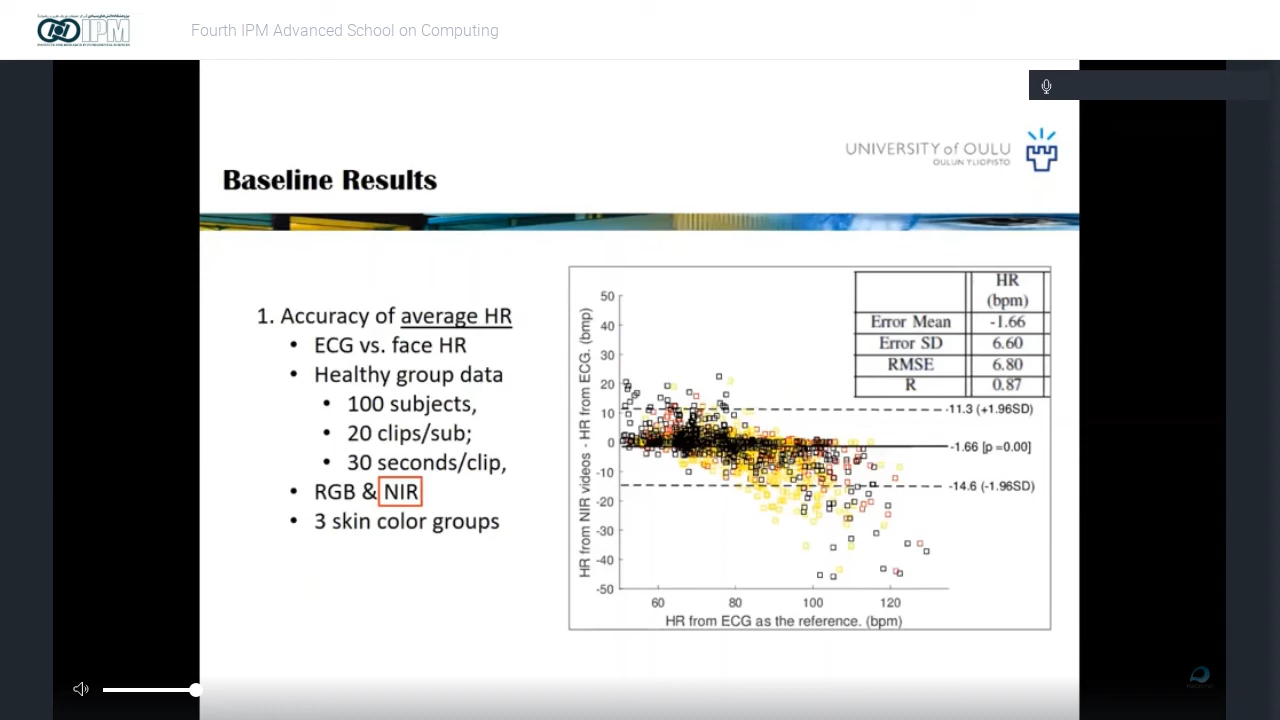 IPM
Fourth IPM Advanced School on Computing
UNIVERSITY of OULU
OULUN YLIOPISTO
Baseline Results
1. Accuracy of average HR
• ECG vs. face HR
• Healthy group data
• 100 subjects,
• 20 clips/sub;
• 30 seconds/clip,
• RGB & NIR
• 3 skin color groups
HR from NIR videos - HR from ECG. (bmp)
50
40
30
20
10
0
-10
-20
-30
-40
-50
60 80 100 120
HR from ECG as the reference. (bpm)
HR
(bpm)
Error Mean -1.66
Error SD 6.60
RMSE 6.80
R 0.87
11.3 (+1.96SD)
-1.66 [p =0.00]
-14.6 (-1.96SD)